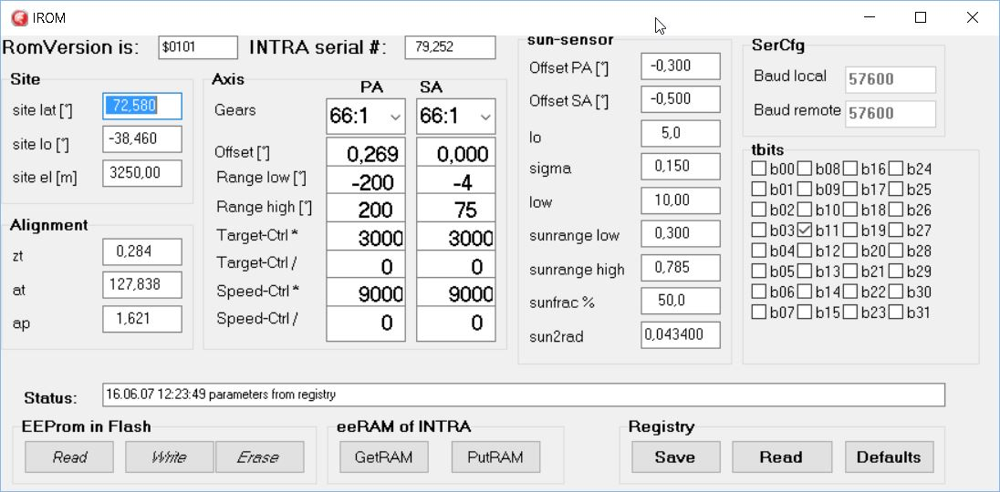 IROM
RomVersion is: $0101 INTRA serial #: 79,252
Site
site lat [°] 72,580
site lo [°] -38,460
site el [m] 3250,00
Alignment
zt 0,284
at 127,838
ap 1,621
Axis
PA SA
Gears 66:1 66:1
Offset [°] 0,269 0,000
Range low [°] -200 -4
Range high [°] 200 75
Target-Ctrl * 3000 3000
Target-Ctrl / 0 0
Speed-Ctrl * 9000 9000
Speed-Ctrl / 0 0
sun-sensor
Offset PA [°] -0,300
Offset SA [°] -0,500
lo 5,0
sigma 0,150
low 10,00
sunrange low 0,300
sunrange high 0,785
sunfrac % 50,0
sun2rad 0,043400
SerCfg
Baud local 57600
Baud remote 57600
tbits
b00 b08 b16 b24
b01 b09 b17 b25
b02 b10 b18 b26
b03 b11 b19 b27
b04 b12 b20 b28
b05 b13 b21 b29
b06 b14 b22 b30
b07 b15 b23 b31
Status: 16.06.07 12:23:49 parameters from registry
EEProm in Flash
Read Write Erase
eeRAM of INTRA
GetRAM PutRAM
Registry
Save Read Defaults